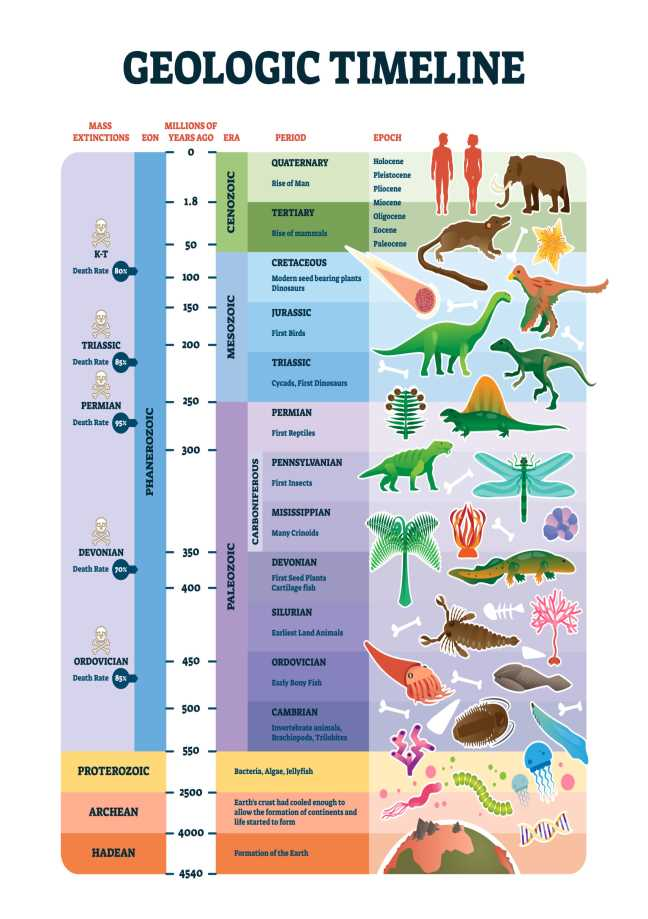 GEOLOGIC TIMELINE
MASS
EXTINCTIONS
EON
MILLIONS OF
YEARS AGO
ERA
PERIOD
EPOCH
0
1.8
50
100
150
200
250
300
350
400
450
500
550
2500
4000
4540
K-T
Death Rate 80%
TRIASSIC
Death Rate 85%
PERMIAN
Death Rate 95%
DEVONIAN
Death Rate 70%
ORDOVICIAN
Death Rate 85%
PHANEROZOIC
CENOZOIC
MESOZOIC
PALEOZOIC
CARBONIFEROUS
QUATERNARY
Rise of Man
TERTIARY
Rise of mammals
Holocene
Pleistocene
Pliocene
Miocene
Oligocene
Eocene
Paleocene
CRETACEOUS
Modern seed bearing plants
Dinosaurs
JURASSIC
First Birds
TRIASSIC
Cycads, First Dinosaurs
PERMIAN
First Reptiles
PENNSYLVANIAN
First Insects
MISISSIPPIAN
Many Crinoid
DEVONIAN
First Seed Plants
Cartilage fish
SILURIAN
Earliest Land Animals
ORDOVICIAN
Early Bony Fish
CAMBRIAN
Invertebrata animals,
Brachiopods, Trilobites
PROTEROZOIC
Bacteria, Algae, Jellyfish
ARCHEAN
Earth's crust had cooled enough to
allow the formation of continents and
life started to form
HADEAN
Formation of the Earth